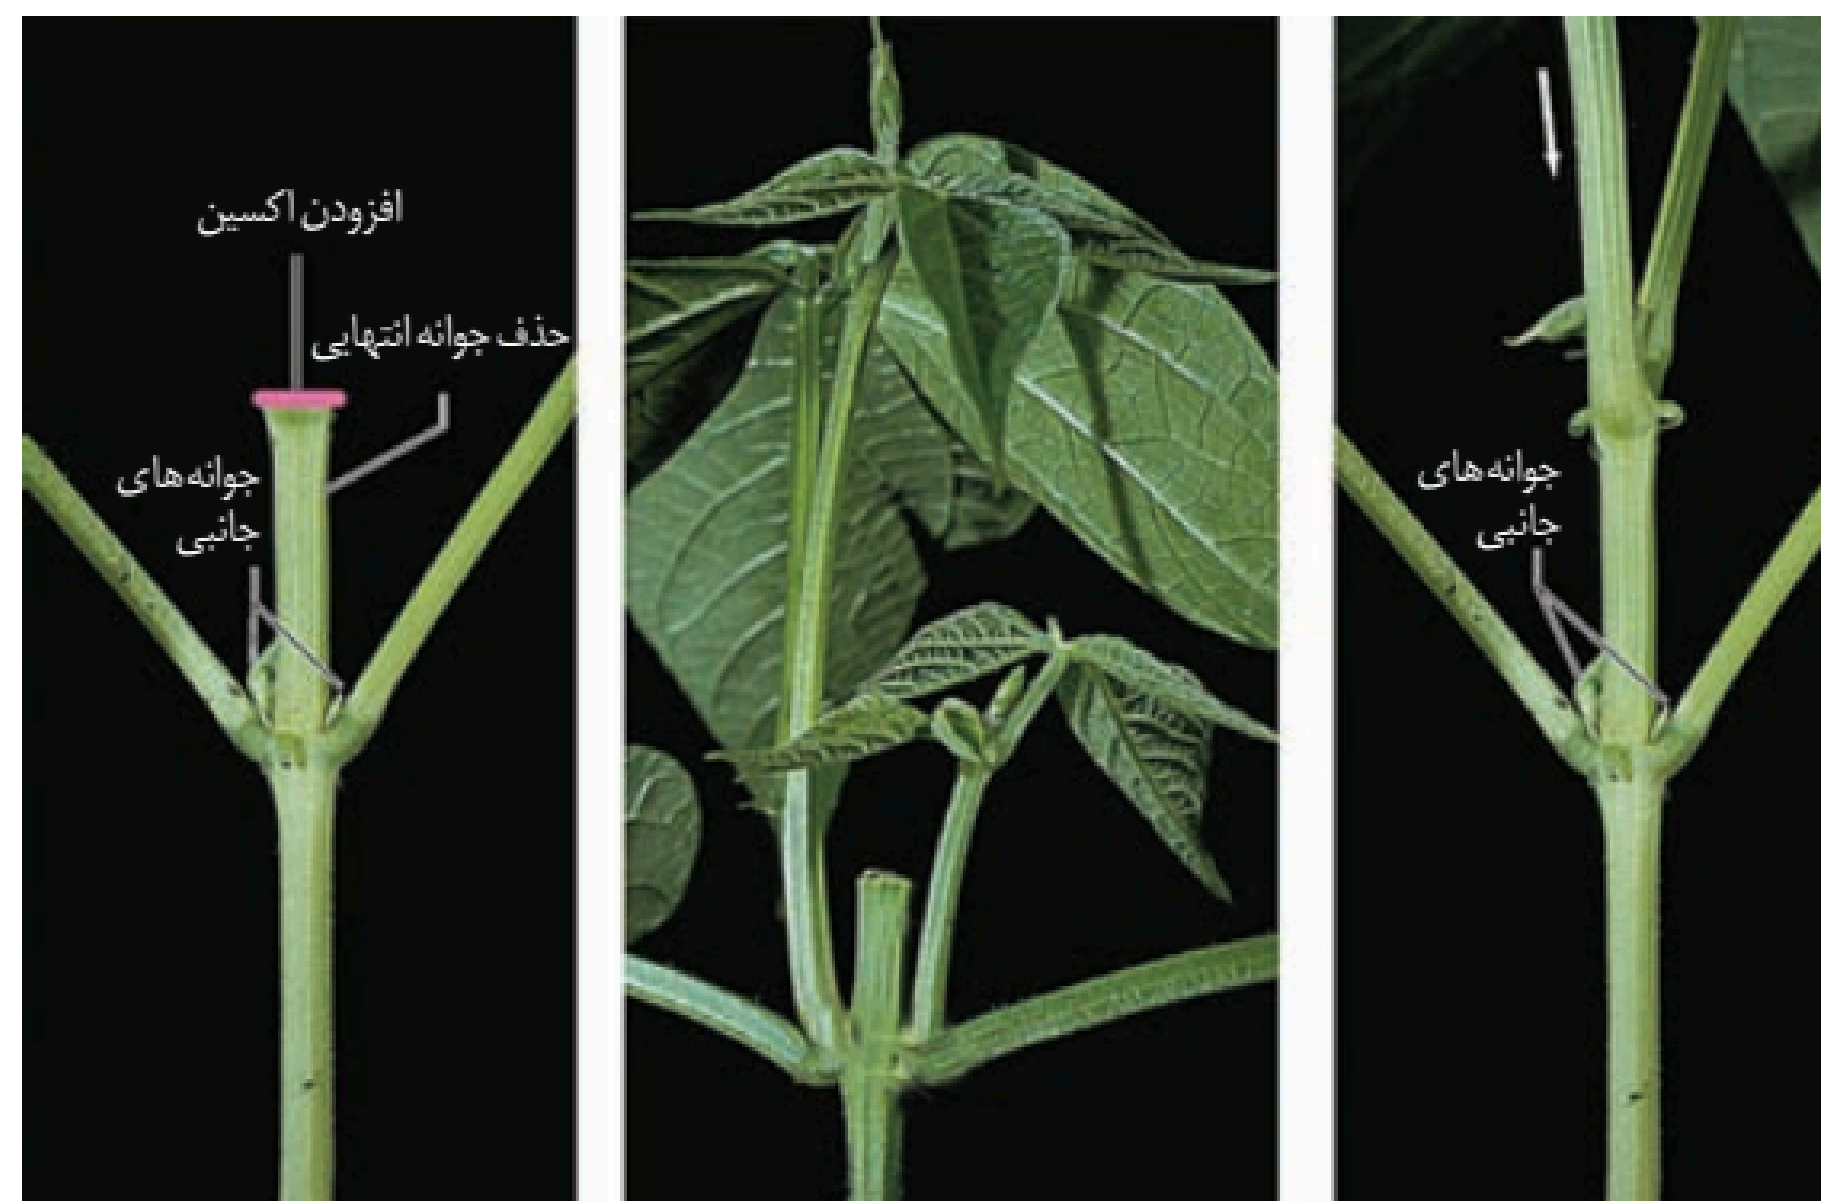 افزودن اکسین
حذف جوانه انتهایی
جوانه‌های
جانبی
جوانه‌های
جانبی